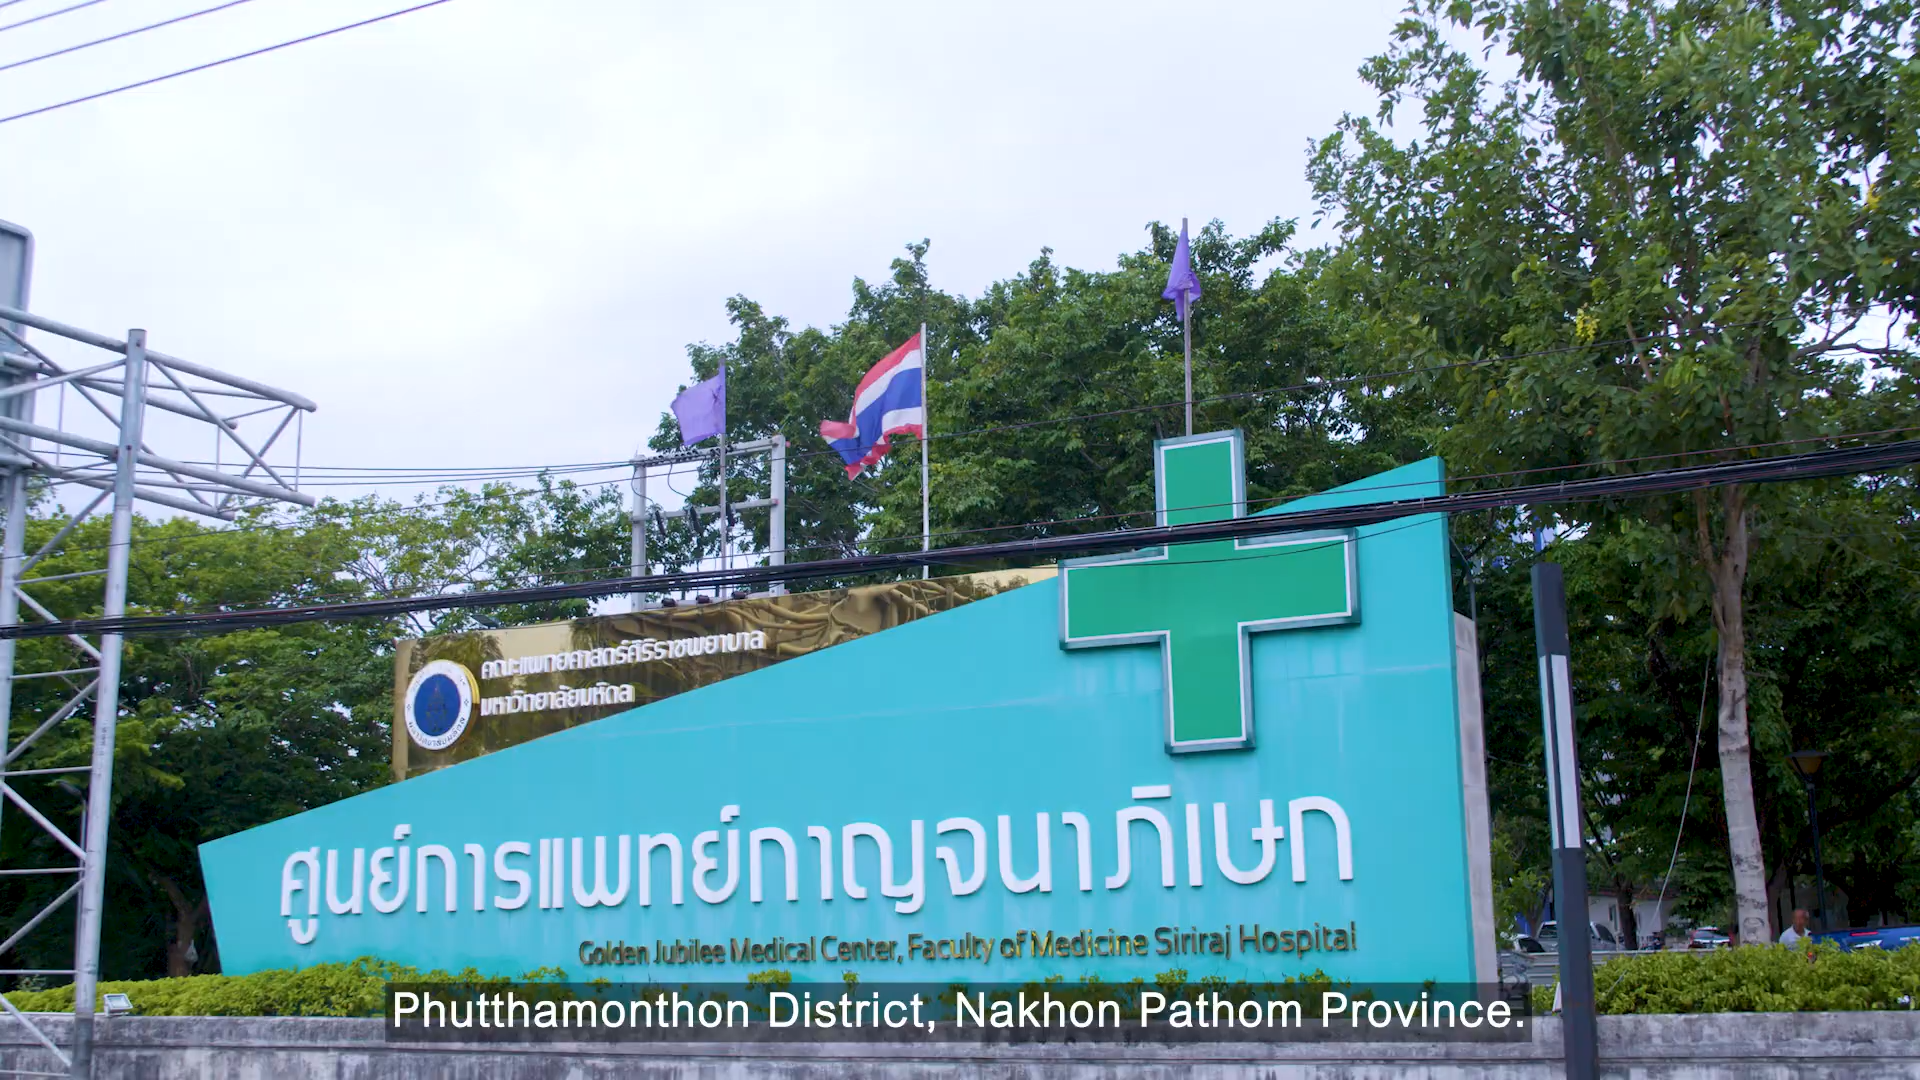 คณะแพทยศาสตร์ศิริราชพยาบาล
มหาวิทยาลัยมหิดล
ศูนย์การแพทย์กาญจนาภิเษก
Golden Jubilee Medical Center, Faculty of Medicine Siriraj Hospital
Phutthamonthon District, Nakhon Pathom Province.